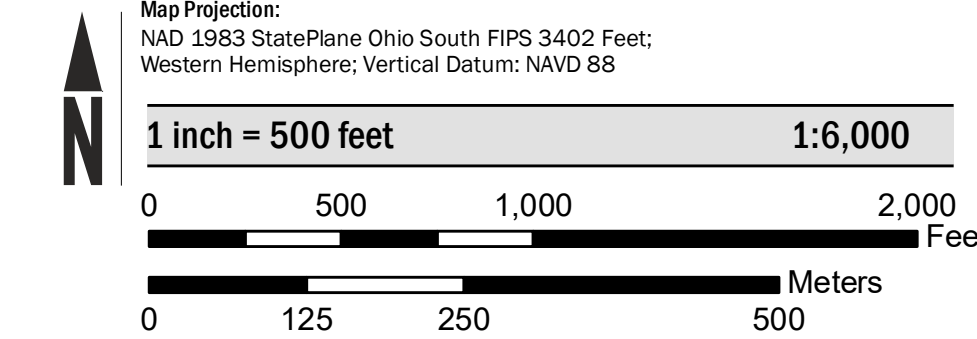 Map Projection:
NAD 1983 StatePlane Ohio South FIPS 3402 Feet;
Western Hemisphere; Vertical Datum: NAVD 88
N
1 inch = 500 feet 1:6,000
0 500 1,000 2,000
Fee
Meters
0 125 250 500